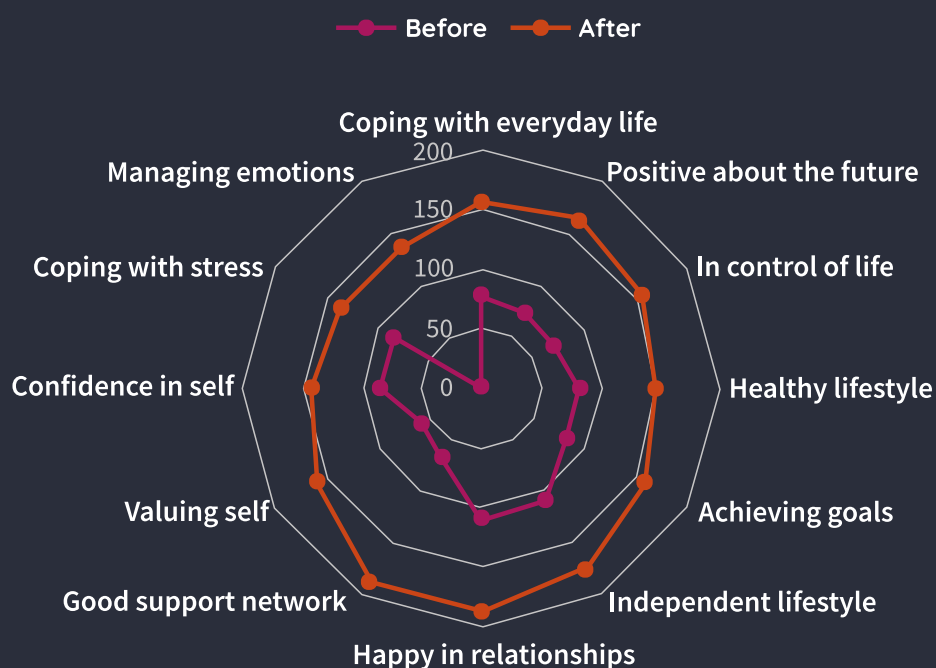 Before After
Coping with everyday life
200
Managing emotions
Positive about the future
150
Coping with stress
In control of life
100
50
Confidence in self
0
Healthy lifestyle
Valuing self
Achieving goals
Good support network
Independent lifestyle
Happy in relationships